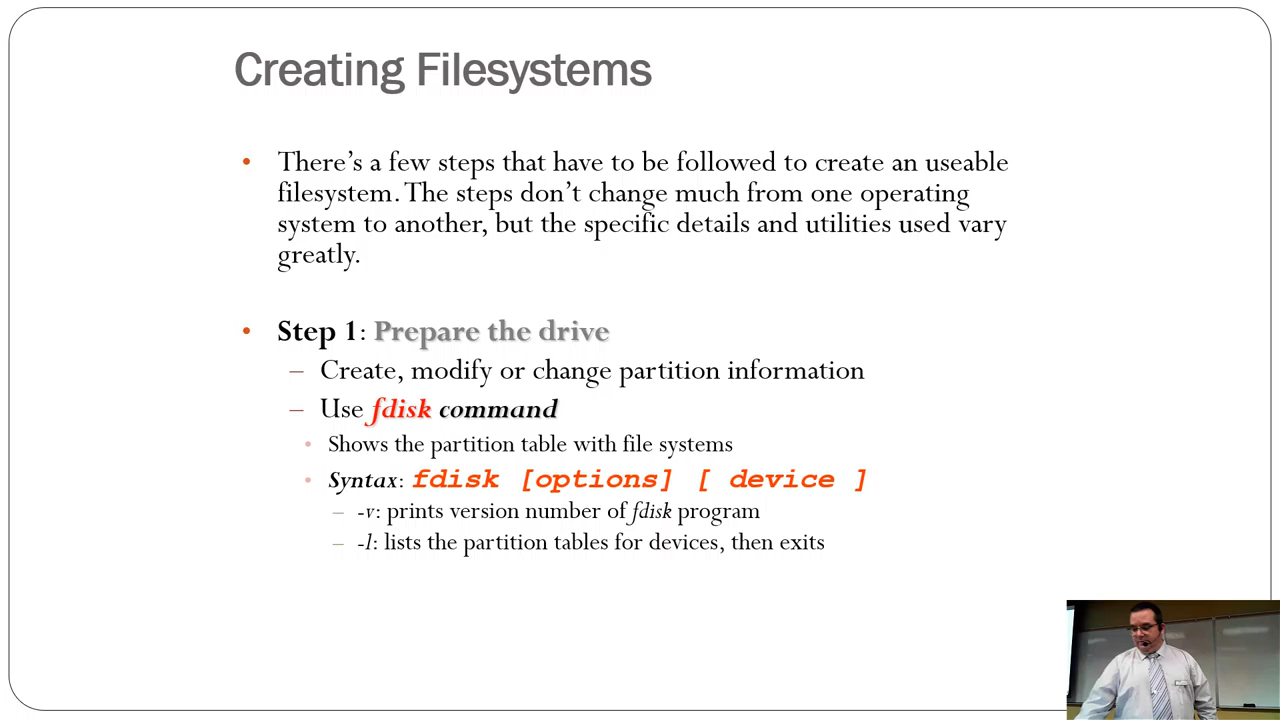 Creating Filesystems
• There’s a few steps that have to be followed to create an useable
filesystem. The steps don’t change much from one operating
system to another, but the specific details and utilities used vary
greatly.
• Step 1: Prepare the drive
– Create, modify or change partition information
– Use fdisk command
• Shows the partition table with file systems
• Syntax: fdisk [options] [ device ]
– -v: prints version number of fdisk program
– -l: lists the partition tables for devices, then exits